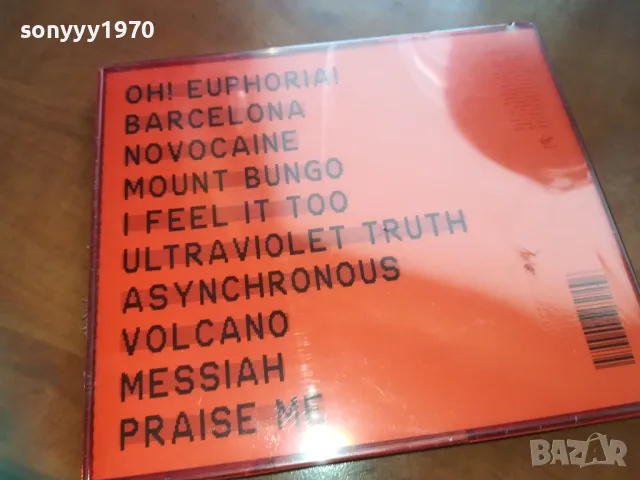 sonyyy1970
OH! EUPHORIA!
BARCELONA
NOVOCAINE
MOUNT BUNGO
I FEEL IT TOO
ULTRAVIOLET TRUTH
ASYNCHRONOUS
VOLCANO
MESSIAH
PRAISE ME
BAZAR